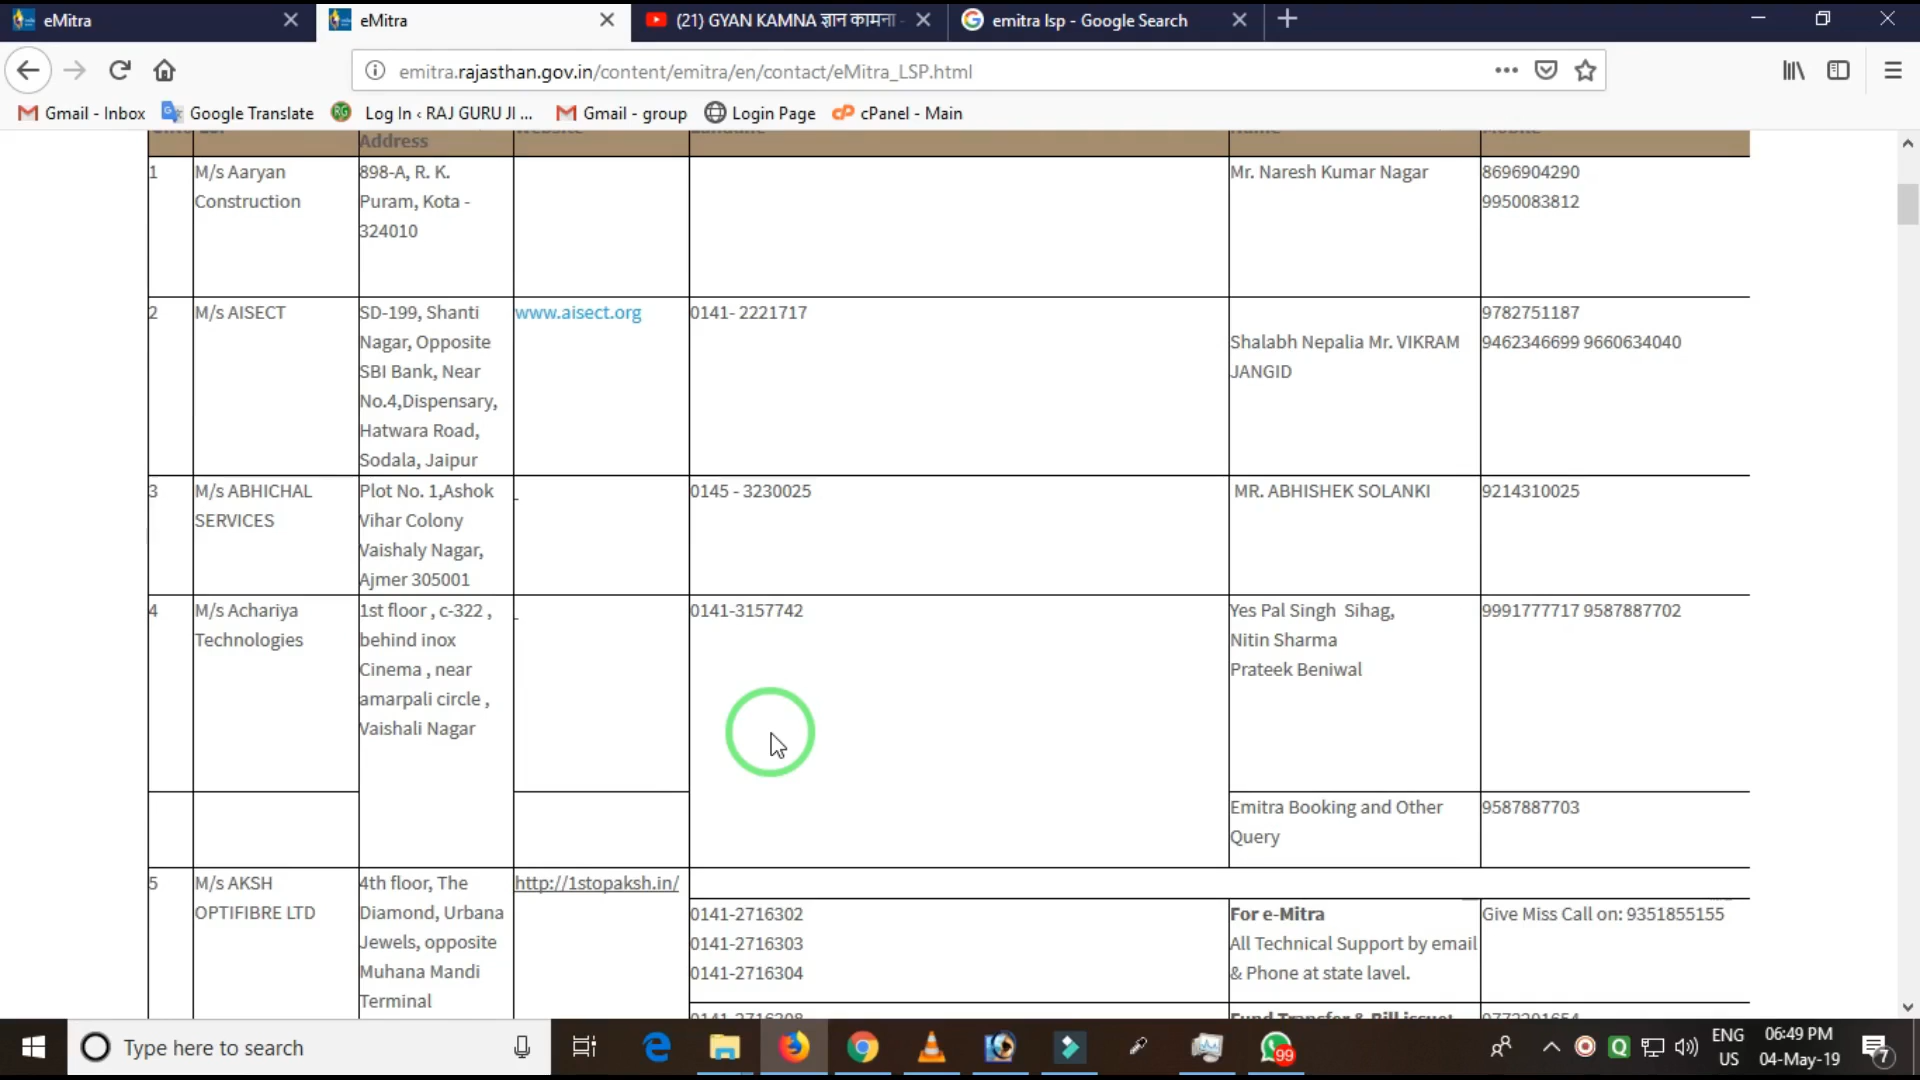 eMitra
eMitra
(21) GYAN KAMNA ज्ञान कामना -
emitra lsp - Google Search
emitra.rajasthan.gov.in/content/emitra/en/contact/eMitra_LSP.html
Gmail - Inbox
Google Translate
Log In ‹ RAJ GURU JI ...
Gmail - group
Login Page
cPanel - Main
Address
1
M/s Aaryan
Construction
898-A, R. K.
Puram, Kota -
324010
Mr. Naresh Kumar Nagar
8696904290
9950083812
2
M/s AISECT
SD-199, Shanti
Nagar, Opposite
SBI Bank, Near
No.4,Dispensary,
Hatwara Road,
Sodala, Jaipur
www.aisect.org
0141- 2221717
Shalabh Nepalia Mr. VIKRAM
JANGID
9782751187
9462346699 9660634040
3
M/s ABHICHAL
SERVICES
Plot No. 1,Ashok
Vihar Colony
Vaishaly Nagar,
Ajmer 305001
0145 - 3230025
MR. ABHISHEK SOLANKI
9214310025
4
M/s Achariya
Technologies
1st floor , c-322 ,
behind inox
Cinema , near
amarpali circle ,
Vaishali Nagar
0141-3157742
Yes Pal Singh  Sihag,
Nitin Sharma
Prateek Beniwal
9991777717 9587887702
Emitra Booking and Other
Query
9587887703
5
M/s AKSH
OPTIFIBRE LTD
4th floor, The
Diamond, Urbana
Jewels, opposite
Muhana Mandi
Terminal
http://1stopaksh.in/
0141-2716302
0141-2716303
0141-2716304
For e-Mitra
All Technical Support by email
& Phone at state lavel.
Give Miss Call on: 9351855155
Type here to search
99
ENG
US
06:49 PM
04-May-19
7